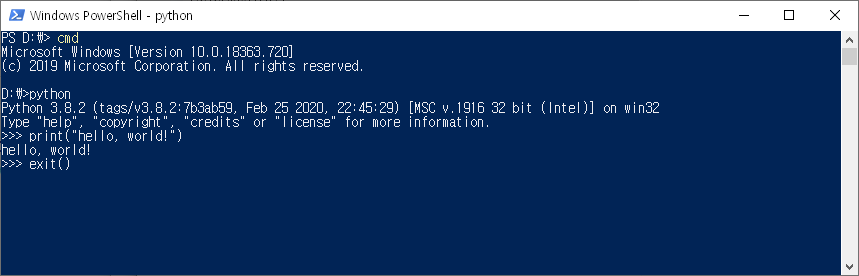 Windows PowerShell - python
PS D:₩> cmd
Microsoft Windows [Version 10.0.18363.720]
(c) 2019 Microsoft Corporation. All rights reserved.
D:₩>python
Python 3.8.2 (tags/v3.8.2:7b3ab59, Feb 25 2020, 22:45:29) [MSC v.1916 32 bit (Intel)] on win32
Type "help", "copyright", "credits" or "license" for more information.
>>> print("hello, world!")
hello, world!
>>> exit()